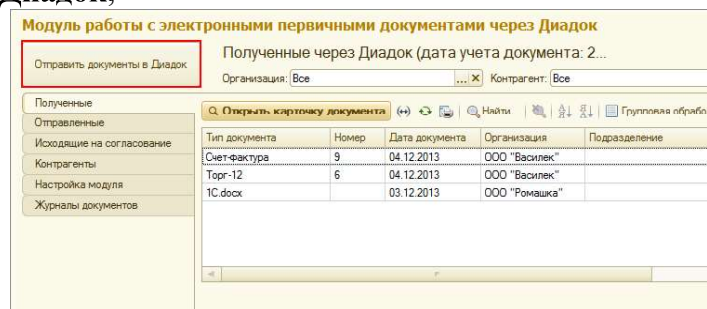 Диадок,
Модуль работы с электронными первичными документами через Диадок
Отправить документы в Диадок
Полученные через Диадок (дата учета документа: 2...
Организация: Все ... X Контрагент: Все
Полученные
Отправленные
Исходящие на согласование
Контрагенты
Настройка модуля
Журналы документов
Открыть карточку документа Найти Групповая обрабо
Тип документа Номер Дата документа Организация Подразделение
Счет-фактура 9 04.12.2013 ООО "Василек"
Торг-12 6 04.12.2013 ООО "Василек"
1C.docx 03.12.2013 ООО "Ромашка"